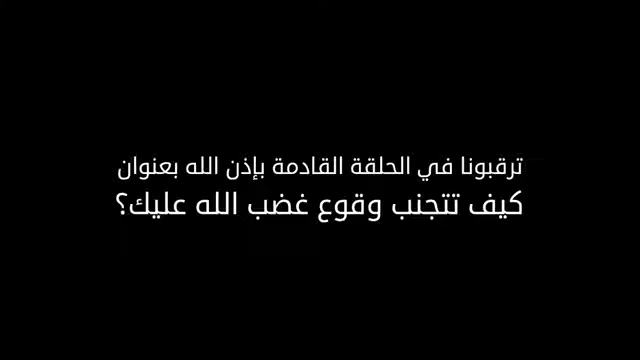 ترقبونا في الحلقة القادمة بإذن الله بعنوان
كيف تتجنب وقوع غضب الله عليك؟